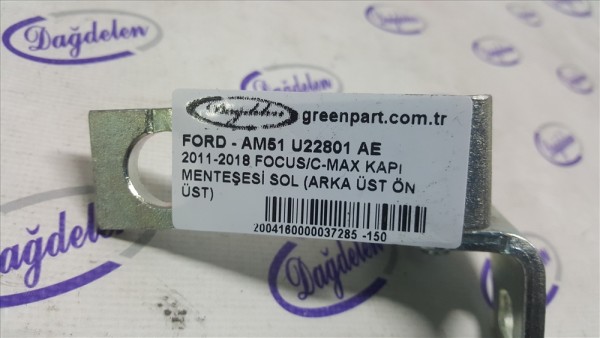 Dağdelen
Dağdelen
greenpart.com.tr
FORD - AM51 U22801 AE
2011-2018 FOCUS/C-MAX KAPI
MENTEŞESİ SOL (ARKA ÜST ÖN
ÜST)
2004160000037285 -150
Dağdelen